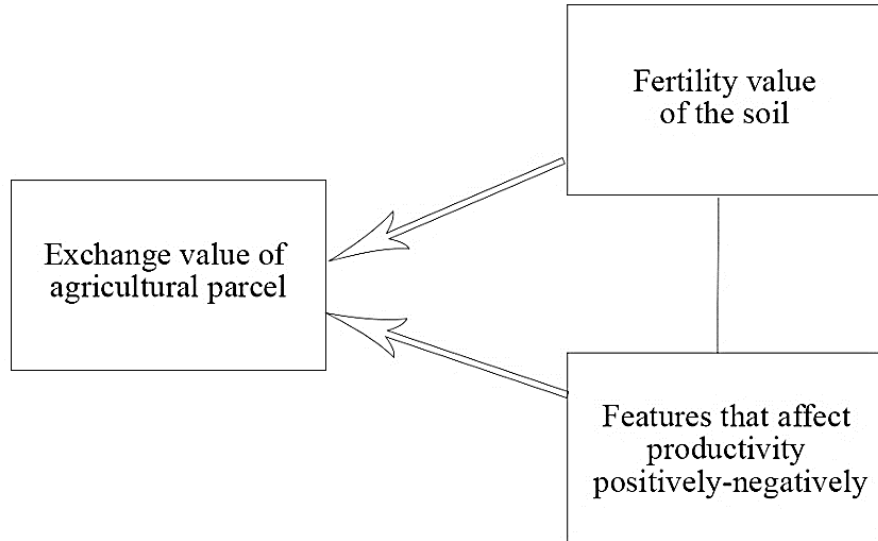 Fertility value
of the soil
Exchange value of
agricultural parcel
Features that affect
productivity
positively-negatively